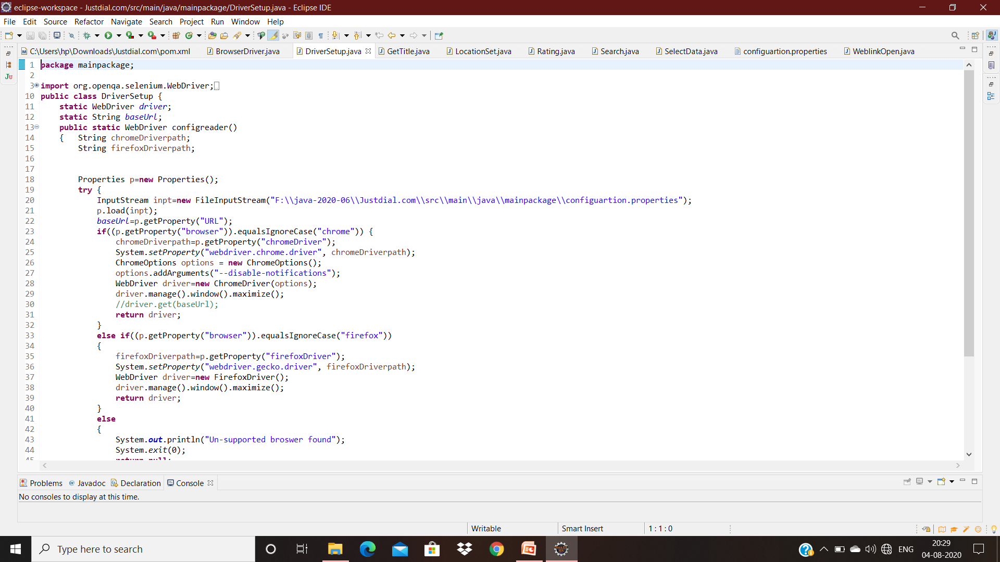 eclipse-workspace - Justdial.com/src/main/java/mainpackage/DriverSetup.java - Eclipse IDE
File Edit Source Refactor Navigate Search Project Run Window Help
C:\Users\hp\Downloads\Justdial.com\pom.xml BrowserDriver.java DriverSetup.java GetTitle.java LocationSet.java Rating.java Search.java SelectData.java configuartion.properties WeblinkOpen.java
1 package mainpackage;
2
3 import org.openqa.selenium.WebDriver;
10 public class DriverSetup {
11 static WebDriver driver;
12 static String baseUrl;
13 public static WebDriver configreader()
14 { String chromeDriverpath;
15 String firefoxDriverpath;
16
17
18 Properties p=new Properties();
19 try {
20 InputStream inpt=new FileInputStream("F:\\java-2020-06\\Justdial.com\\src\\main\\java\\mainpackage\\configuartion.properties");
21 p.load(inpt);
22 baseUrl=p.getProperty("URL");
23 if((p.getProperty("browser")).equalsIgnoreCase("chrome")) {
24 chromeDriverpath=p.getProperty("chromeDriver");
25 System.setProperty("webdriver.chrome.driver", chromeDriverpath);
26 ChromeOptions options = new ChromeOptions();
27 options.addArguments("--disable-notifications");
28 WebDriver driver=new ChromeDriver(options);
29 driver.manage().window().maximize();
30 //driver.get(baseUrl);
31 return driver;
32 }
33 else if((p.getProperty("browser")).equalsIgnoreCase("firefox"))
34 {
35 firefoxDriverpath=p.getProperty("firefoxDriver");
36 System.setProperty("webdriver.gecko.driver", firefoxDriverpath);
37 WebDriver driver=new FirefoxDriver();
38 driver.manage().window().maximize();
39 return driver;
40 }
41 else
42 {
43 System.out.println("Un-supported broswer found");
44 System.exit(0);
45 return null;
Problems Javadoc Declaration Console
No consoles to display at this time.
Writable Smart Insert 1 : 1 : 0
Type here to search
ENG
20:29
04-08-2020